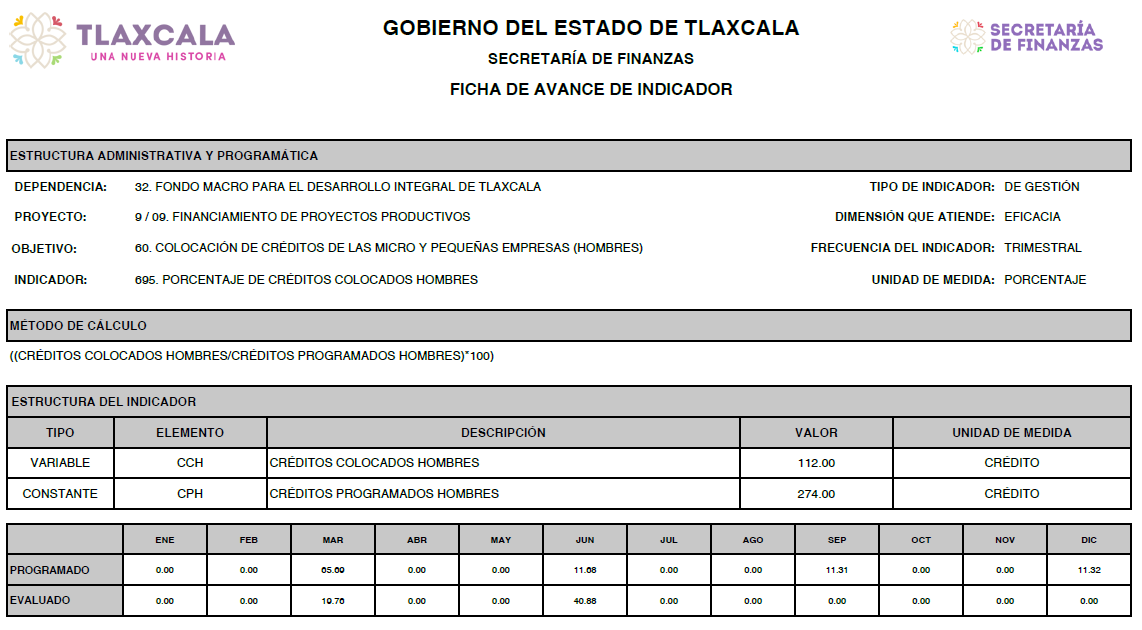 TLAXCALA
UNA NUEVA HISTORIA
GOBIERNO DEL ESTADO DE TLAXCALA
SECRETARÍA DE FINANZAS
FICHA DE AVANCE DE INDICADOR
SECRETARÍA
DE FINANZAS
ESTRUCTURA ADMINISTRATIVA Y PROGRAMÁTICA
DEPENDENCIA: 32. FONDO MACRO PARA EL DESARROLLO INTEGRAL DE TLAXCALA TIPO DE INDICADOR: DE GESTIÓN
PROYECTO: 9 / 09. FINANCIAMIENTO DE PROYECTOS PRODUCTIVOS DIMENSIÓN QUE ATIENDE: EFICACIA
OBJETIVO: 60. COLOCACIÓN DE CRÉDITOS DE LAS MICRO Y PEQUEÑAS EMPRESAS (HOMBRES) FRECUENCIA DEL INDICADOR: TRIMESTRAL
INDICADOR: 695. PORCENTAJE DE CRÉDITOS COLOCADOS HOMBRES UNIDAD DE MEDIDA: PORCENTAJE
MÉTODO DE CÁLCULO
((CRÉDITOS COLOCADOS HOMBRES/CRÉDITOS PROGRAMADOS HOMBRES)*100)
ESTRUCTURA DEL INDICADOR
TIPO ELEMENTO DESCRIPCIÓN VALOR UNIDAD DE MEDIDA
VARIABLE CCH CRÉDITOS COLOCADOS HOMBRES 112.00 CRÉDITO
CONSTANTE CPH CRÉDITOS PROGRAMADOS HOMBRES 274.00 CRÉDITO
ENE FEB MAR ABR MAY JUN JUL AGO SEP OCT NOV DIC
PROGRAMADO 0.00 0.00 65.69 0.00 0.00 11.68 0.00 0.00 11.31 0.00 0.00 11.32
EVALUADO 0.00 0.00 19.76 0.00 0.00 40.88 0.00 0.00 0.00 0.00 0.00 0.00